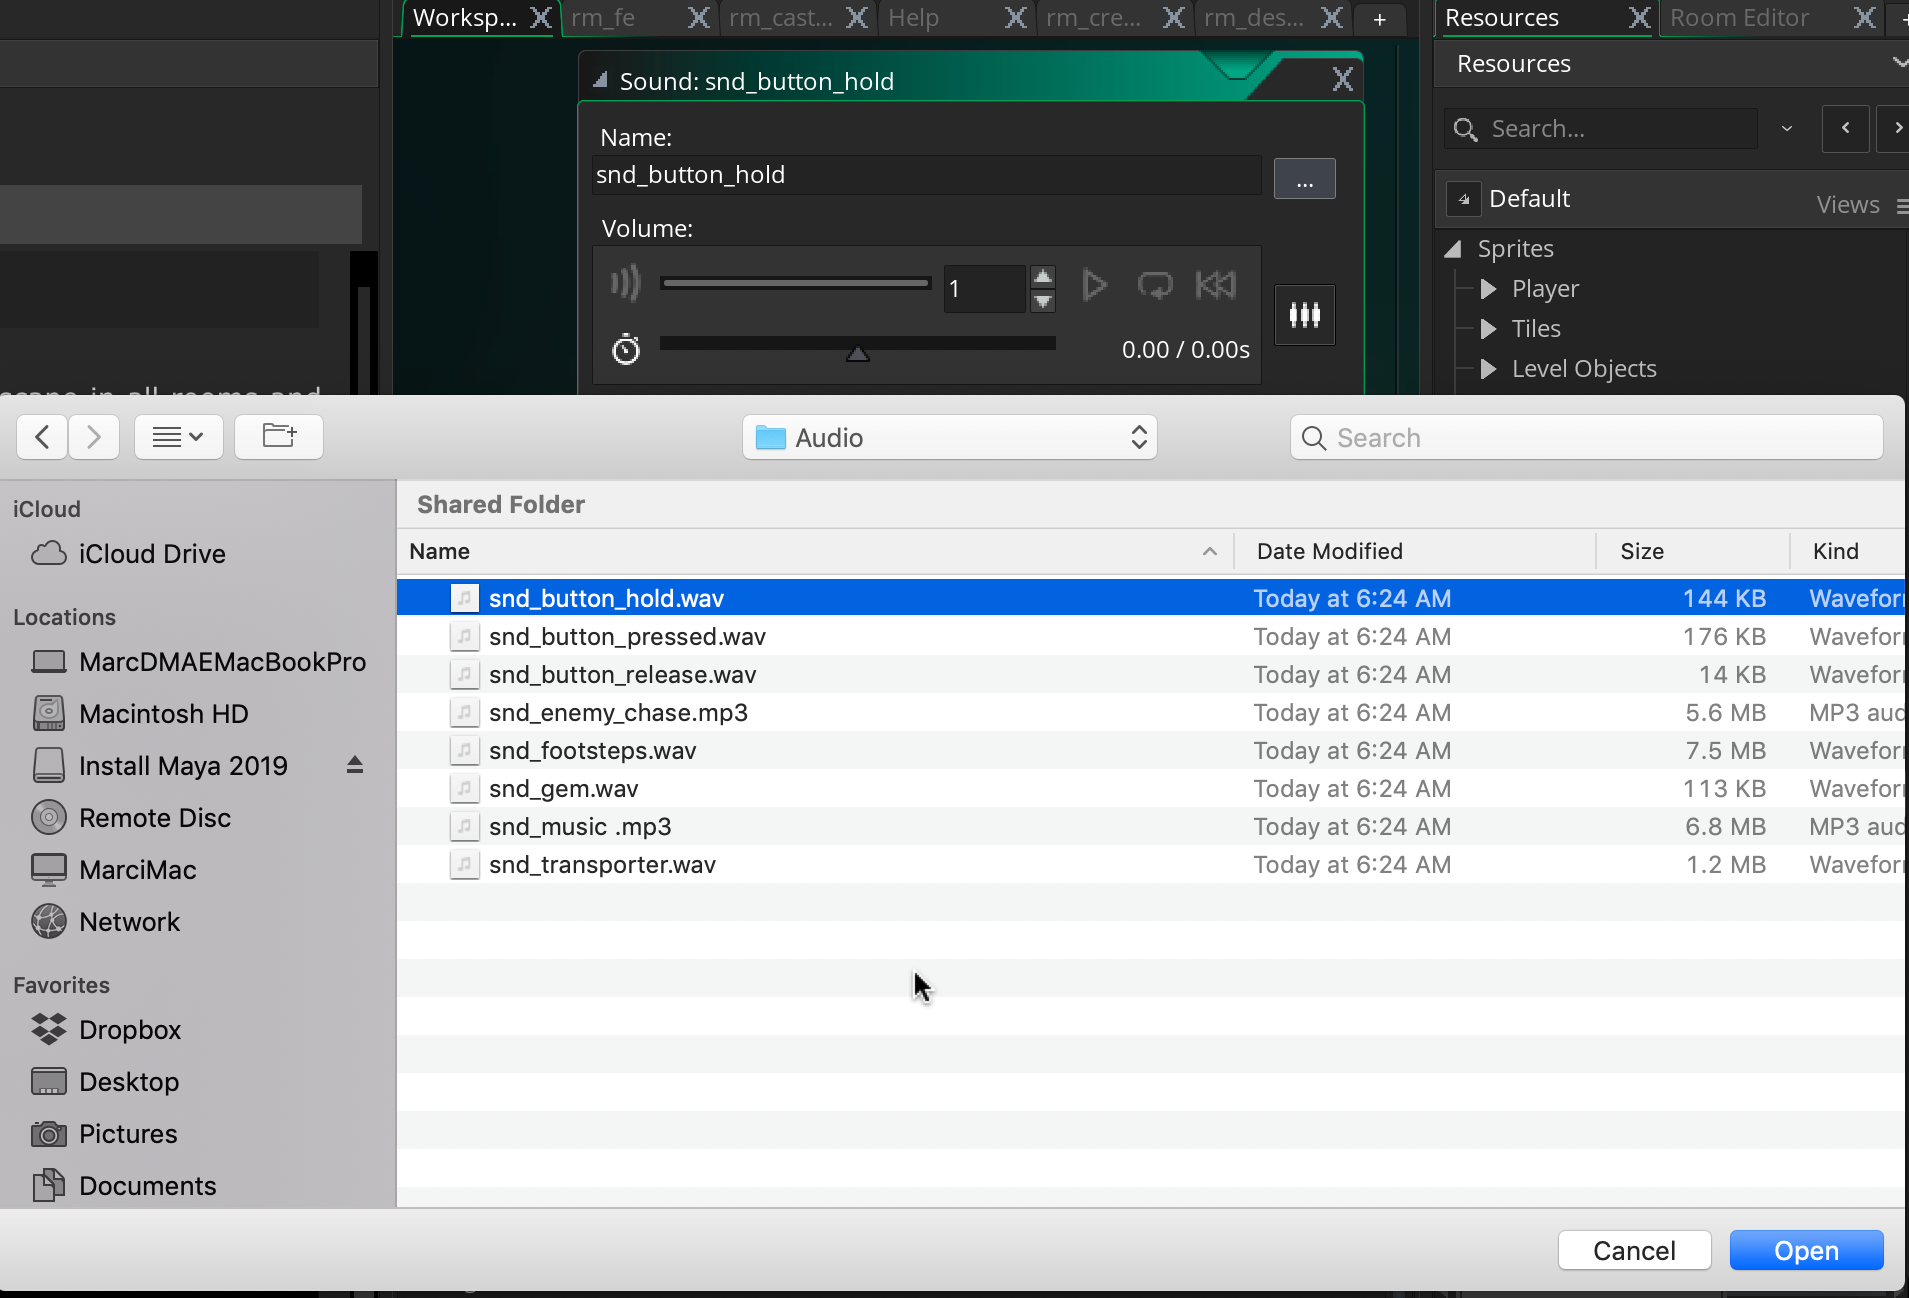 Worksp...
rm_fe
rm_cast...
Help
rm_cre...
rm_des...
+
Resources
Room Editor
Sound: snd_button_hold
Resources
Name:
snd_button_hold
...
Search...
Volume:
Default
Views
1
Sprites
Player
Tiles
0.00 / 0.00s
Level Objects
scape in all rooms and
Audio
Search
iCloud
Shared Folder
iCloud Drive
Name
Date Modified
Size
Kind
snd_button_hold.wav Today at 6:24 AM 144 KB Wavefor
Locations
snd_button_pressed.wav Today at 6:24 AM 176 KB Wavefor
MarcDMAEMacBookPro
snd_button_release.wav Today at 6:24 AM 14 KB Wavefor
Macintosh HD
snd_enemy_chase.mp3 Today at 6:24 AM 5.6 MB MP3 aud
Install Maya 2019
snd_footsteps.wav Today at 6:24 AM 7.5 MB Wavefor
snd_gem.wav Today at 6:24 AM 113 KB Wavefor
Remote Disc
snd_music .mp3 Today at 6:24 AM 6.8 MB MP3 aud
MarciMac
snd_transporter.wav Today at 6:24 AM 1.2 MB Wavefor
Network
Favorites
Dropbox
Desktop
Pictures
Documents
Cancel
Open